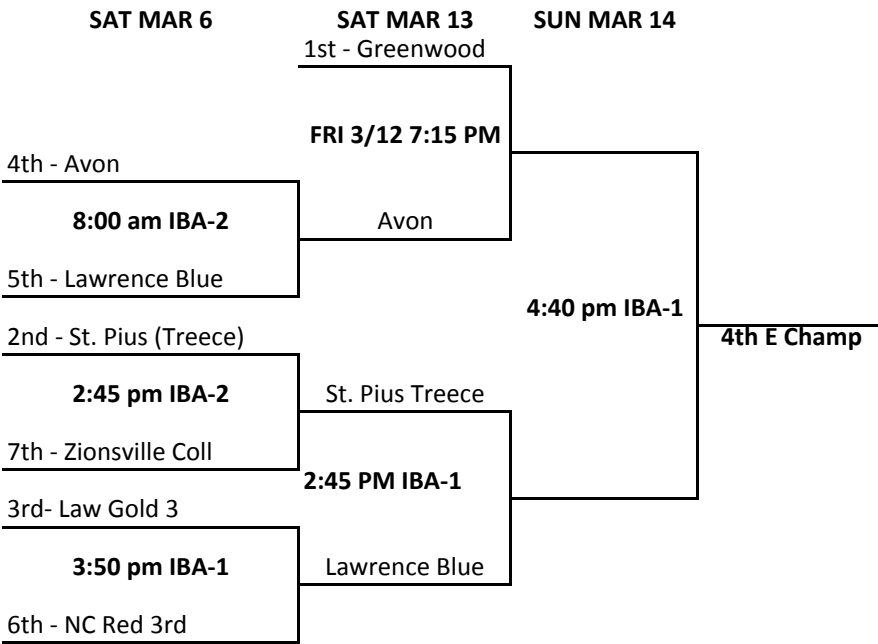 SAT MAR 6 SAT MAR 13 SUN MAR 14
1st - Greenwood
FRI 3/12 7:15 PM
4th - Avon
8:00 am IBA-2 Avon
5th - Lawrence Blue
4:40 pm IBA-1
2nd - St. Pius (Treece) 4th E Champ
2:45 pm IBA-2 St. Pius Treece
7th - Zionsville Coll
2:45 PM IBA-1
3rd- Law Gold 3
3:50 pm IBA-1 Lawrence Blue
6th - NC Red 3rd